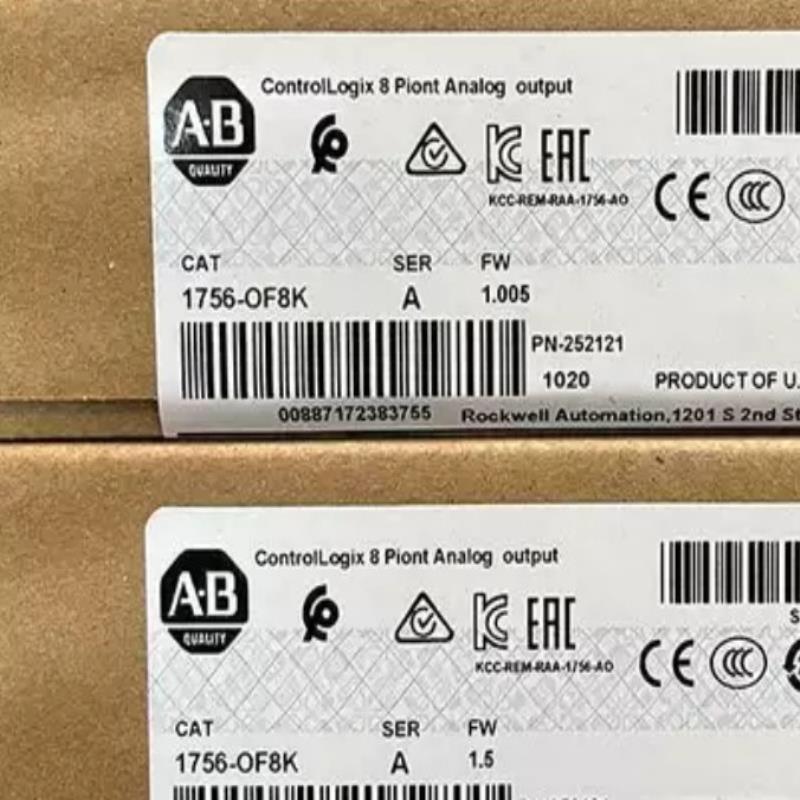 A·B
QUALITY
ControlLogix 8 Piont Analog output
KCC-REM-RAA-1756-AO
CAT SER FW
1756-OF8K A 1.005
PN-252121
1020 PRODUCT OF U.
00887172383755 Rockwell Automation,1201 S 2nd St
A·B
QUALITY
ControlLogix 8 Piont Analog output
S
KCC-REM-RAA-1756-AO
CAT SER FW
1756-OF8K A 1.5